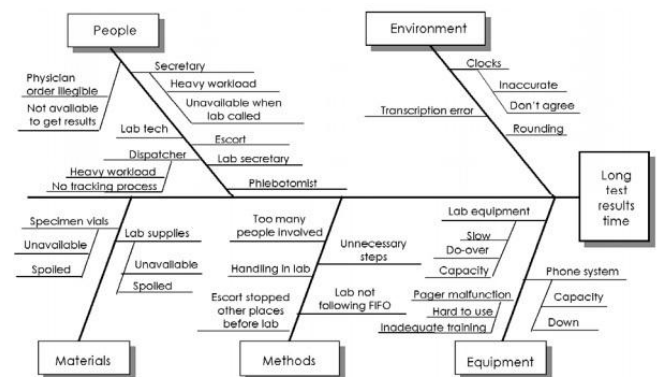 People
Environment
Physician
order illegible
Not available
to get results
Secretary
Heavy workload
Unavailable when
lab called
Lab tech
Escort
Dispatcher
Lab secretary
Heavy workload
No tracking process
Phlebotomist
Clocks
Inaccurate
Don't agree
Transcription error
Rounding
Long
test
results
time
Specimen vials
Unavailable
Spoiled
Lab supplies
Unavailable
Spoiled
Too many
people involved
Unnecessary
steps
Handling in lab
Escort stopped
other places
before lab
Lab not
following FIFO
Lab equipment
Slow
Do-over
Capacity
Pager malfunction
Hard to use
Inadequate training
Phone system
Capacity
Down
Materials
Methods
Equipment